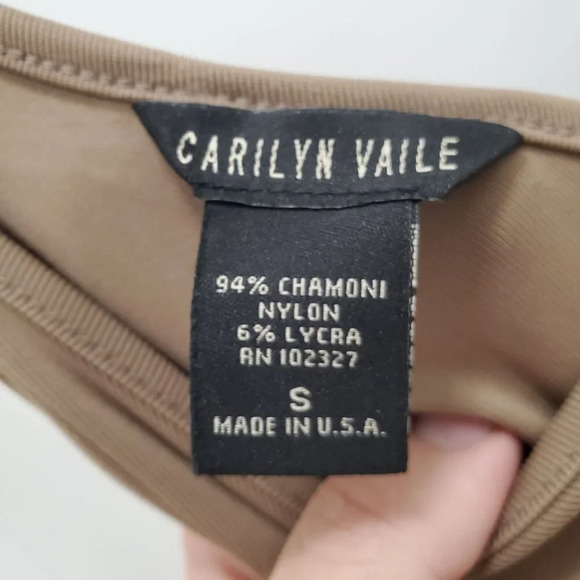 CARILYN VAILE
94% CHAMONI
NYLON
6% LYCRA
RN 102327
S
MADE IN U.S.A.